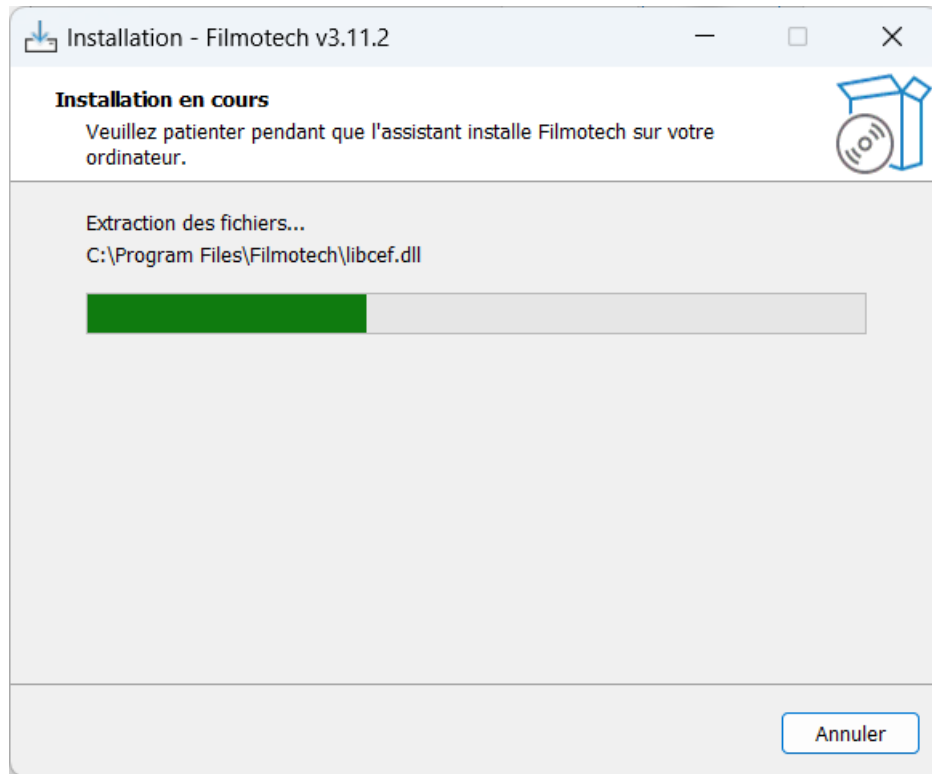 Installation - Filmotech v3.11.2
Installation en cours
Veuillez patienter pendant que l'assistant installe Filmotech sur votre
ordinateur.
Extraction des fichiers...
C:\Program Files\Filmotech\libcef.dll
Annuler